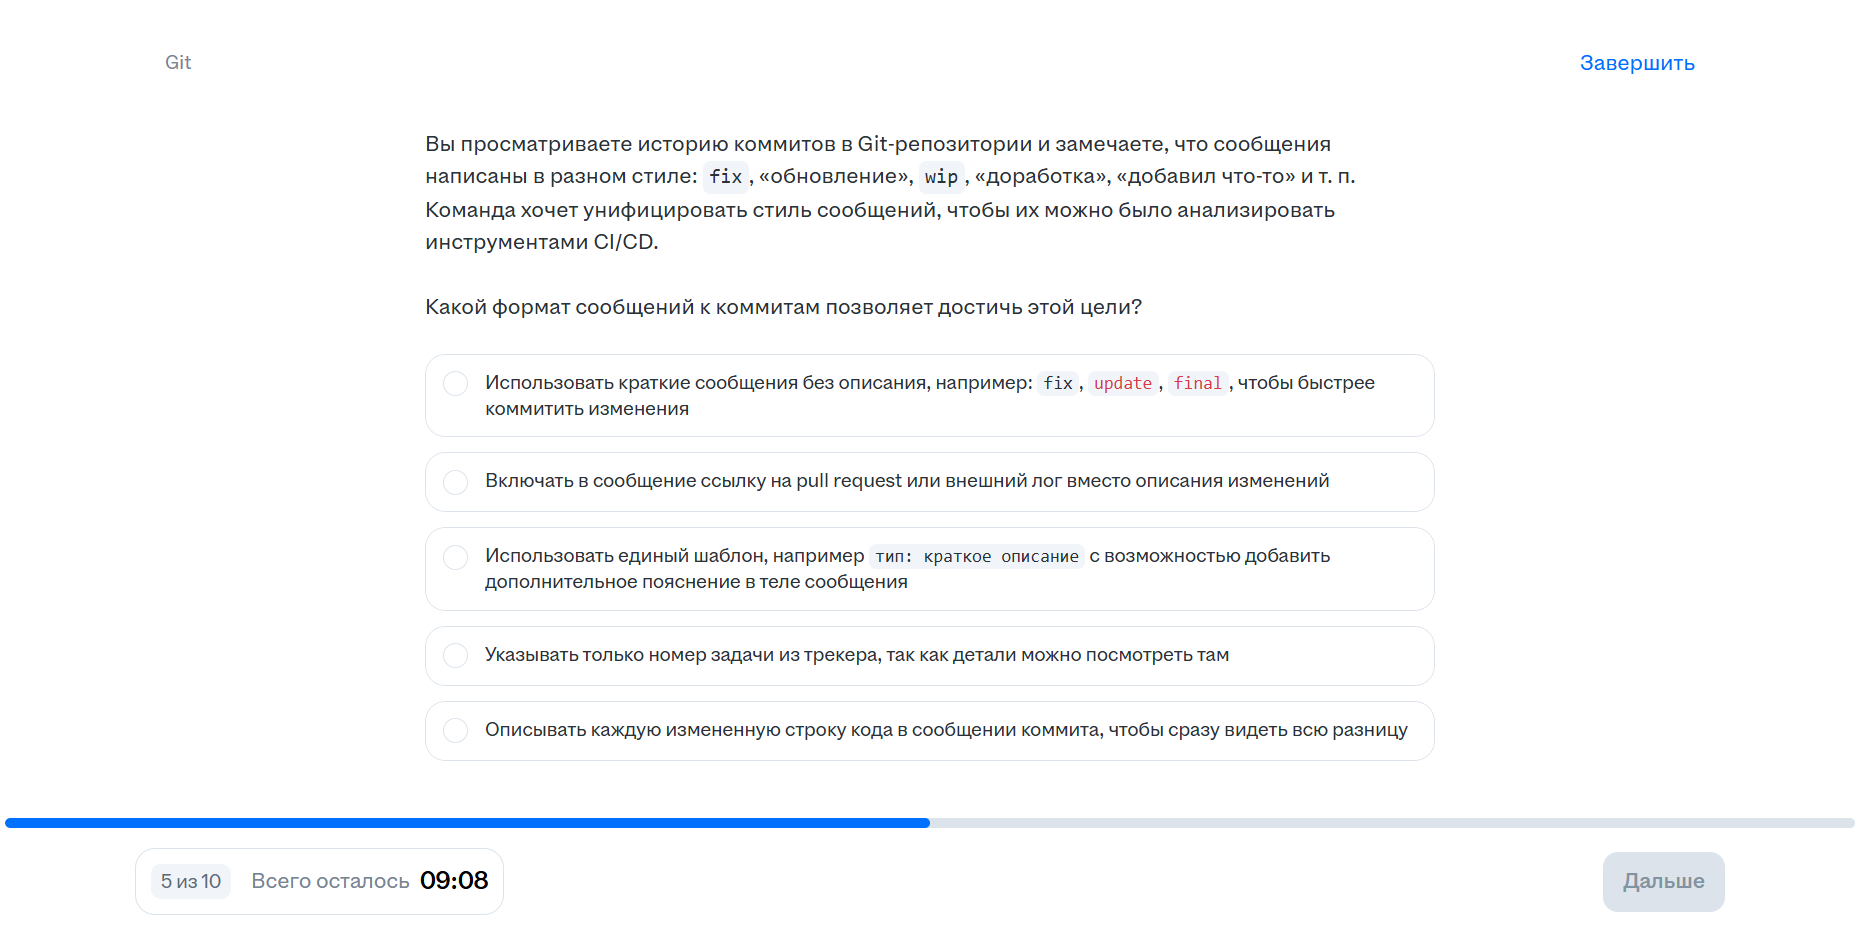 Git
Завершить
Вы просматриваете историю коммитов в Git-репозитории и замечаете, что сообщения
написаны в разном стиле: fix, «обновление», wip, «доработка», «добавил что-то» и т. п.
Команда хочет унифицировать стиль сообщений, чтобы их можно было анализировать
инструментами CI/CD.
Какой формат сообщений к коммитам позволяет достичь этой цели?
Использовать краткие сообщения без описания, например: fix, update, final, чтобы быстрее
коммитить изменения
Включать в сообщение ссылку на pull request или внешний лог вместо описания изменений
Использовать единый шаблон, например тип: краткое описание с возможностью добавить
дополнительное пояснение в теле сообщения
Указывать только номер задачи из трекера, так как детали можно посмотреть там
Описывать каждую измененную строку кода в сообщении коммита, чтобы сразу видеть всю разницу
5 из 10 Всего осталось 09:08
Дальше